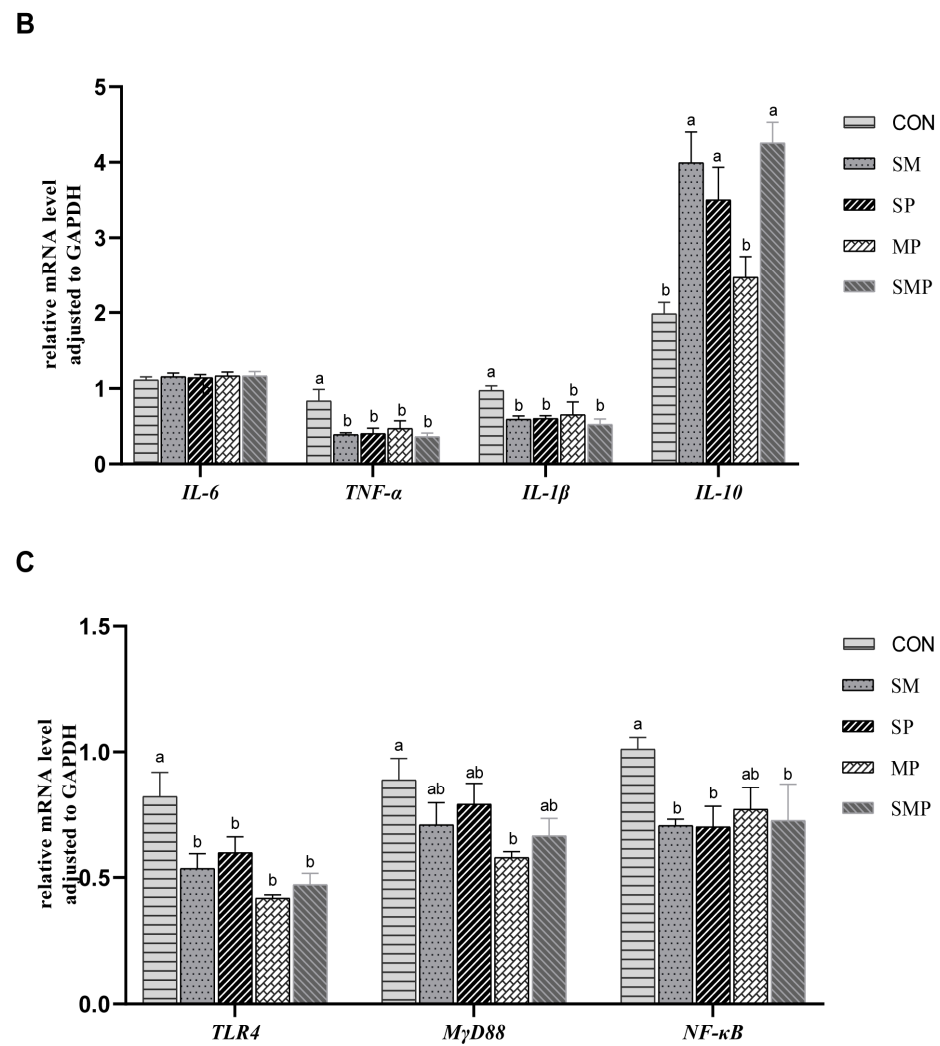 B
5
4
3
2
1
0
relative mRNA level
adjusted to GAPDH
a
b
b
b
b
a
b
b
b
b
b
a
a
b
a
IL-6
TNF-α
IL-1β
IL-10
CON
SM
SP
MP
SMP
C
1.5
1.0
0.5
0.0
relative mRNA level
adjusted to GAPDH
a
b
b
b
b
a
ab
ab
b
ab
a
b
b
ab
b
TLR4
MyD88
NF-κB
CON
SM
SP
MP
SMP